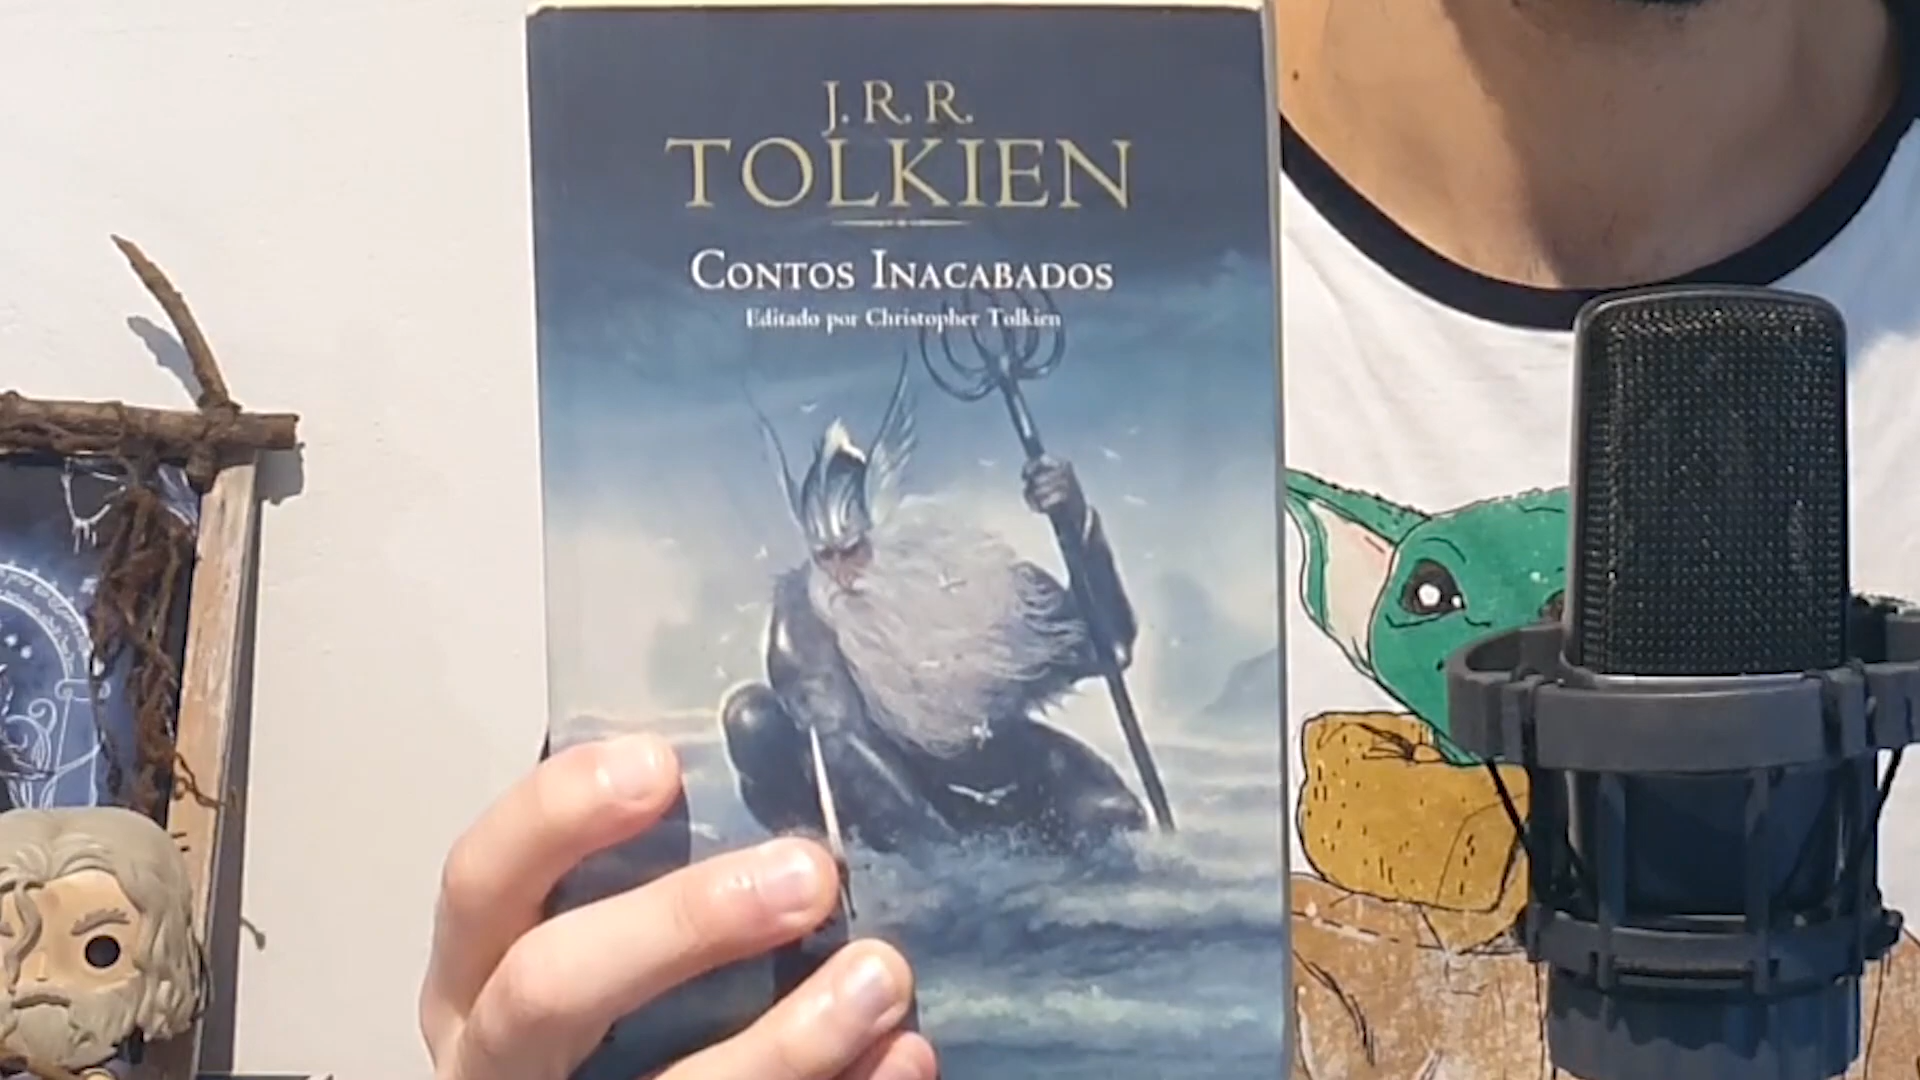 J. R. R.
TOLKIEN
CONTOS INACABADOS
Editado por Christopher Tolkien